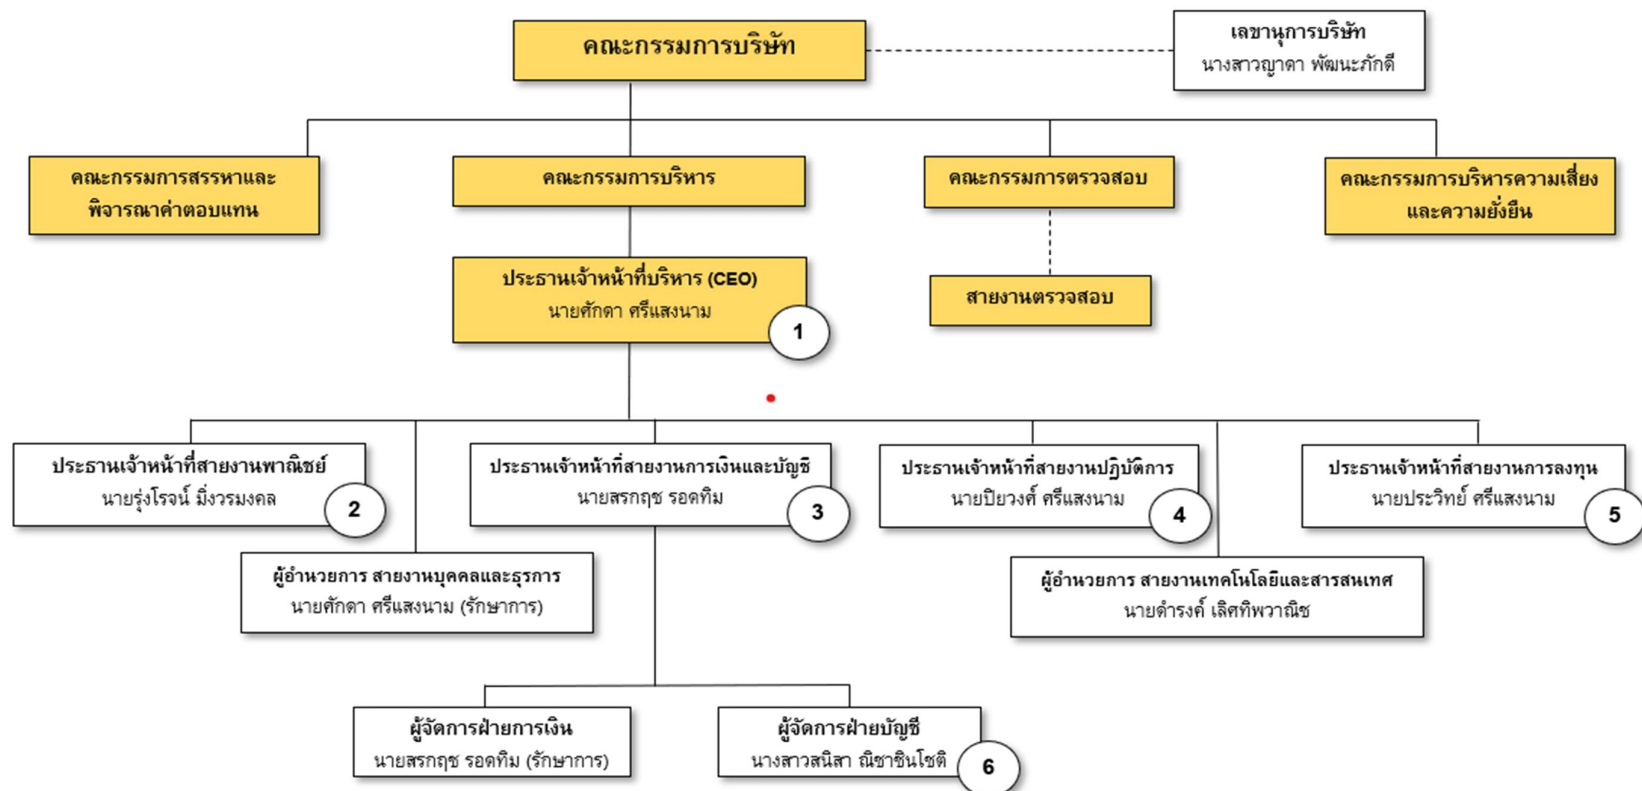 คณะกรรมการบริษัท
เลขานุการบริษัท
นางสาวญาดา พัฒนะภักดี
คณะกรรมการสรรหาและ
พิจารณาค่าตอบแทน
คณะกรรมการบริหาร
คณะกรรมการตรวจสอบ
คณะกรรมการบริหารความเสี่ยง
และความยั่งยืน
ประธานเจ้าหน้าที่บริหาร (CEO)
นายศักดา ศรีแสงนาม
1
สายงานตรวจสอบ
ประธานเจ้าหน้าที่สายงานพาณิชย์
นายรุ่งโรจน์ มิ่งวรมงคล
2
ประธานเจ้าหน้าที่สายงานการเงินและบัญชี
นายสรกฤช รอดทิม
3
ประธานเจ้าหน้าที่สายงานปฏิบัติการ
นายปิยวงศ์ ศรีแสงนาม
4
ประธานเจ้าหน้าที่สายงานการลงทุน
นายประวิทย์ ศรีแสงนาม
5
ผู้อำนวยการ สายงานบุคคลและธุรการ
นายศักดา ศรีแสงนาม (รักษาการ)
ผู้อำนวยการ สายงานเทคโนโลยีและสารสนเทศ
นายดำรงค์ เลิศทิพวาณิช
ผู้จัดการฝ่ายการเงิน
นายสรกฤช รอดทิม (รักษาการ)
ผู้จัดการฝ่ายบัญชี
นางสาวสนิสา ณิชาชินโชติ
6